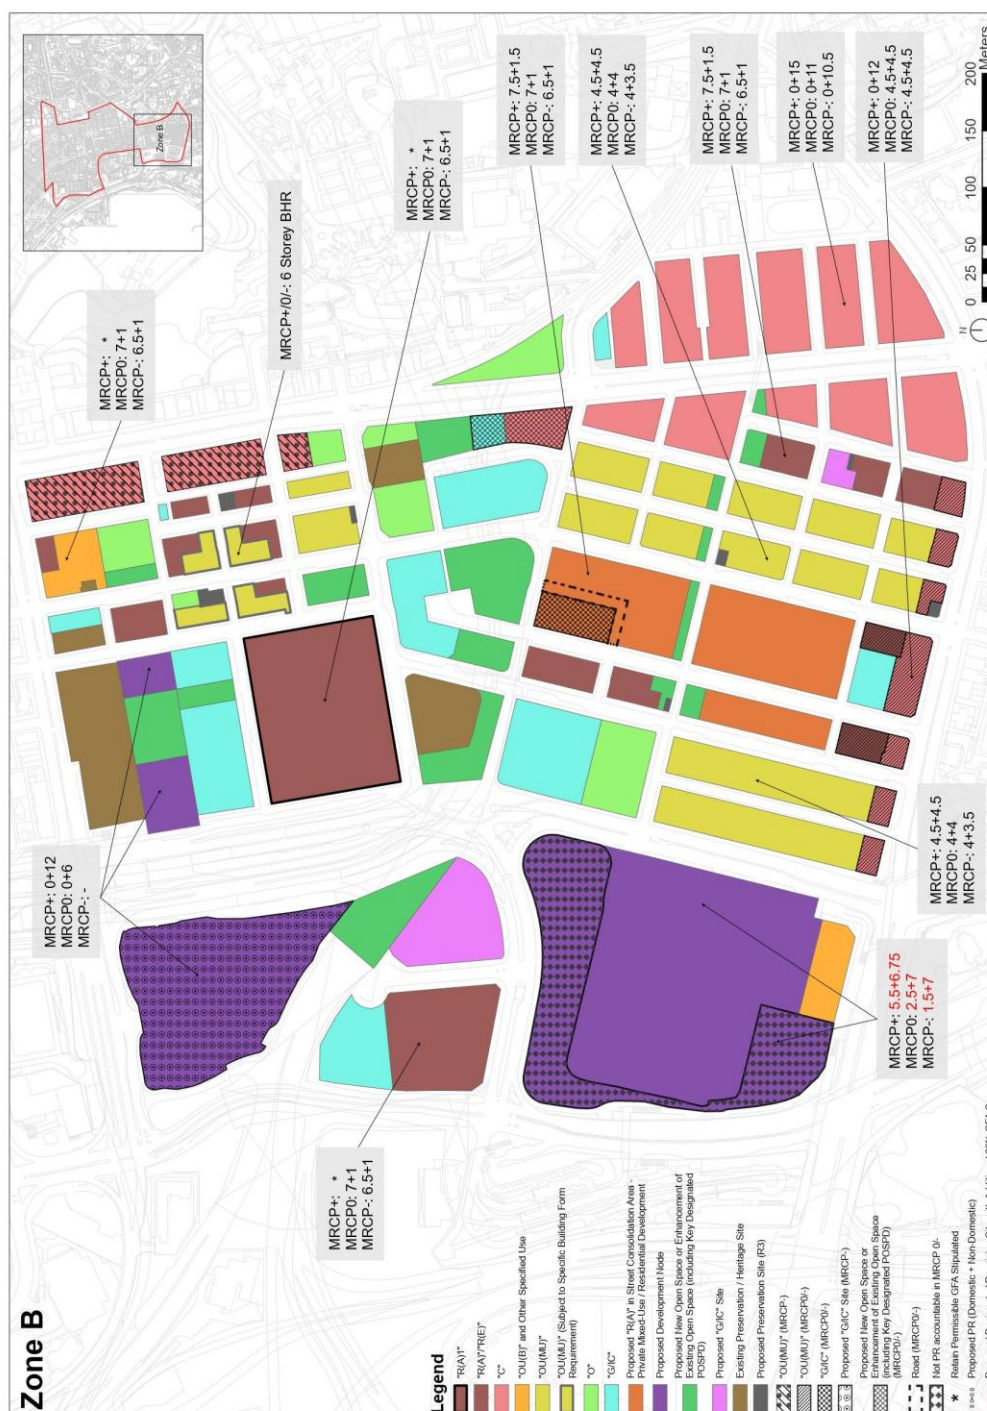 Zone B
Zone B
MRCP+: *
MRCP0: 7+1
MRCP-: 6.5+1
MRCP+/0/-: 6 Storey BHR
MRCP+: *
MRCP0: 7+1
MRCP-: 6.5+1
MRCP+: 7.5+1.5
MRCP0: 7+1
MRCP-: 6.5+1
MRCP+: 4.5+4.5
MRCP0: 4+4
MRCP-: 4+3.5
MRCP+: 7.5+1.5
MRCP0: 7+1
MRCP-: 6.5+1
MRCP+: 0+15
MRCP0: 0+11
MRCP-: 0+10.5
MRCP+: 0+12
MRCP0: 4.5+4.5
MRCP-: 4.5+4.5
MRCP+: 0+12
MRCP0: 0+6
MRCP-: -
MRCP+: *
MRCP0: 7+1
MRCP-: 6.5+1
MRCP+: 5.5+6.75
MRCP0: 2.5+7
MRCP-: 1.5+7
MRCP+: 4.5+4.5
MRCP0: 4+4
MRCP-: 4+3.5
N
0 25 50 100 150 200
Meters
Legend
"R(A)1"
"R(A)"/"R(E)"
"C"
"OU(B)" and Other Specified Use
"OU(MU)"
"OU(MU)" (Subject to Specific Building Form
Requirement)
"O"
"G/IC"
Proposed "R(A)" in Street Consolidation Area -
Private Mixed-Use / Residential Development
Proposed Development Node
Proposed New Open Space or Enhancement of
Existing Open Space (including Key Designated
POSPD)
Proposed "G/IC" Site
Existing Preservation / Heritage Site
Proposed Preservation Site (R3)
"OU(MU)" (MRCP-)
"OU(MU)" (MRCP0/-)
"G/IC" (MRCP0/-)
Proposed "G/IC" Site (MRCP-)
Proposed New Open Space or
Enhancement of Existing Open Space
(including Key Designated POSPD)
(MRCP0/-)
Road (MRCP0/-)
Not PR accountable in MRCP 0/-
* Retain Permissible GFA Stipulated
0.0+0.0 Proposed PR (Domestic + Non-Domestic)